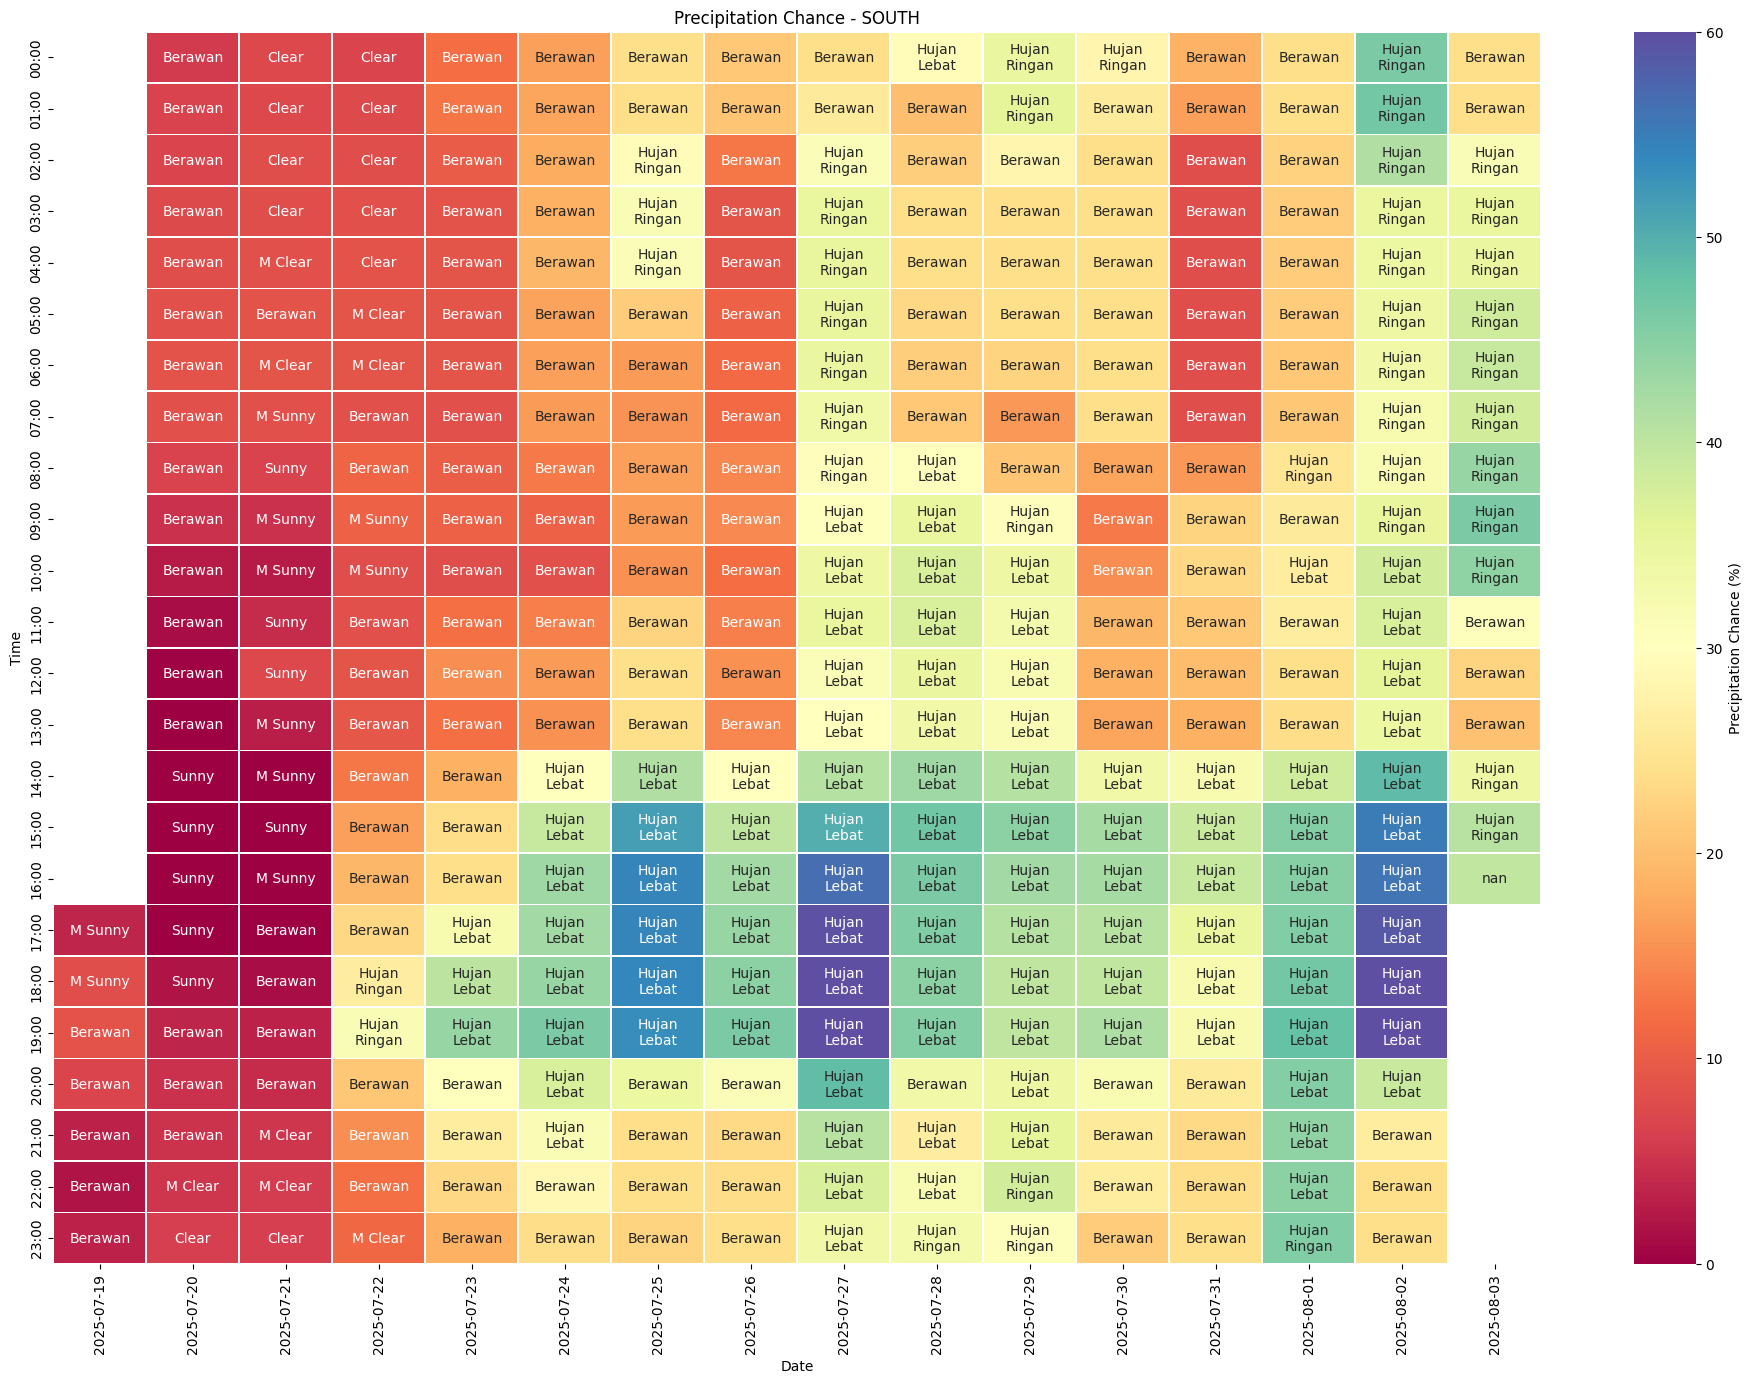 Precipitation Chance - SOUTH
00:00 Berawan Clear Clear Berawan Berawan Berawan Berawan Berawan Hujan Lebat Hujan Ringan Hujan Ringan Berawan Berawan Hujan Ringan Berawan
01:00 Berawan Clear Clear Berawan Berawan Berawan Berawan Berawan Berawan Hujan Ringan Berawan Berawan Berawan Hujan Ringan Berawan
02:00 Berawan Clear Clear Berawan Berawan Hujan Ringan Berawan Hujan Ringan Berawan Berawan Berawan Berawan Berawan Hujan Ringan Hujan Ringan
03:00 Berawan Clear Clear Berawan Berawan Hujan Ringan Berawan Hujan Ringan Berawan Berawan Berawan Berawan Berawan Hujan Ringan Hujan Ringan
04:00 Berawan M Clear Clear Berawan Berawan Hujan Ringan Berawan Hujan Ringan Berawan Berawan Berawan Berawan Berawan Hujan Ringan Hujan Ringan
05:00 Berawan Berawan M Clear Berawan Berawan Berawan Berawan Hujan Ringan Berawan Berawan Berawan Berawan Berawan Hujan Ringan Hujan Ringan
06:00 Berawan M Clear M Clear Berawan Berawan Berawan Berawan Hujan Ringan Berawan Berawan Berawan Berawan Berawan Hujan Ringan Hujan Ringan
07:00 Berawan M Sunny Berawan Berawan Berawan Berawan Berawan Hujan Ringan Berawan Berawan Berawan Berawan Berawan Hujan Ringan Hujan Ringan
08:00 Berawan Sunny Berawan Berawan Berawan Berawan Berawan Hujan Ringan Hujan Lebat Berawan Berawan Berawan Hujan Ringan Hujan Ringan Hujan Ringan
09:00 Berawan M Sunny M Sunny Berawan Berawan Berawan Berawan Hujan Lebat Hujan Lebat Hujan Ringan Berawan Berawan Berawan Hujan Ringan Hujan Ringan
10:00 Berawan M Sunny M Sunny Berawan Berawan Berawan Berawan Hujan Lebat Hujan Lebat Hujan Lebat Berawan Berawan Hujan Lebat Hujan Lebat Hujan Ringan
11:00 Berawan Sunny Berawan Berawan Berawan Berawan Berawan Hujan Lebat Hujan Lebat Hujan Lebat Berawan Berawan Berawan Hujan Lebat Berawan
12:00 Berawan Sunny Berawan Berawan Berawan Berawan Berawan Hujan Lebat Hujan Lebat Hujan Lebat Berawan Berawan Berawan Hujan Lebat Berawan
13:00 Berawan M Sunny Berawan Berawan Berawan Berawan Berawan Hujan Lebat Hujan Lebat Hujan Lebat Berawan Berawan Berawan Hujan Lebat Berawan
14:00 Sunny M Sunny Berawan Berawan Hujan Lebat Hujan Lebat Hujan Lebat Hujan Lebat Hujan Lebat Hujan Lebat Hujan Lebat Hujan Lebat Hujan Lebat Hujan Lebat Hujan Ringan
15:00 Sunny Sunny Berawan Berawan Hujan Lebat Hujan Lebat Hujan Lebat Hujan Lebat Hujan Lebat Hujan Lebat Hujan Lebat Hujan Lebat Hujan Lebat Hujan Lebat Hujan Ringan
16:00 Sunny M Sunny Berawan Berawan Hujan Lebat Hujan Lebat Hujan Lebat Hujan Lebat Hujan Lebat Hujan Lebat Hujan Lebat Hujan Lebat Hujan Lebat Hujan Lebat nan
17:00 M Sunny Sunny Berawan Berawan Hujan Lebat Hujan Lebat Hujan Lebat Hujan Lebat Hujan Lebat Hujan Lebat Hujan Lebat Hujan Lebat Hujan Lebat Hujan Lebat Hujan Lebat
18:00 M Sunny Sunny Berawan Hujan Ringan Hujan Lebat Hujan Lebat Hujan Lebat Hujan Lebat Hujan Lebat Hujan Lebat Hujan Lebat Hujan Lebat Hujan Lebat Hujan Lebat Hujan Lebat
19:00 Berawan Berawan Berawan Hujan Ringan Hujan Lebat Hujan Lebat Hujan Lebat Hujan Lebat Hujan Lebat Hujan Lebat Hujan Lebat Hujan Lebat Hujan Lebat Hujan Lebat Hujan Lebat
20:00 Berawan Berawan Berawan Berawan Berawan Hujan Lebat Berawan Berawan Hujan Lebat Berawan Hujan Lebat Berawan Berawan Hujan Lebat Hujan Lebat
21:00 Berawan Berawan M Clear Berawan Berawan Hujan Lebat Berawan Berawan Hujan Lebat Hujan Lebat Hujan Lebat Berawan Berawan Hujan Lebat Berawan
22:00 Berawan M Clear M Clear Berawan Berawan Berawan Berawan Berawan Hujan Lebat Hujan Lebat Hujan Ringan Berawan Berawan Hujan Lebat Berawan
23:00 Berawan Clear Clear M Clear Berawan Berawan Berawan Berawan Hujan Lebat Hujan Ringan Hujan Ringan Berawan Berawan Hujan Ringan Berawan
Time
2025-07-19 2025-07-20 2025-07-21 2025-07-22 2025-07-23 2025-07-24 2025-07-25 2025-07-26 2025-07-27 2025-07-28 2025-07-29 2025-07-30 2025-07-31 2025-08-01 2025-08-02 2025-08-03
Date
60
50
40
30
20
10
0
Precipitation Chance (%)